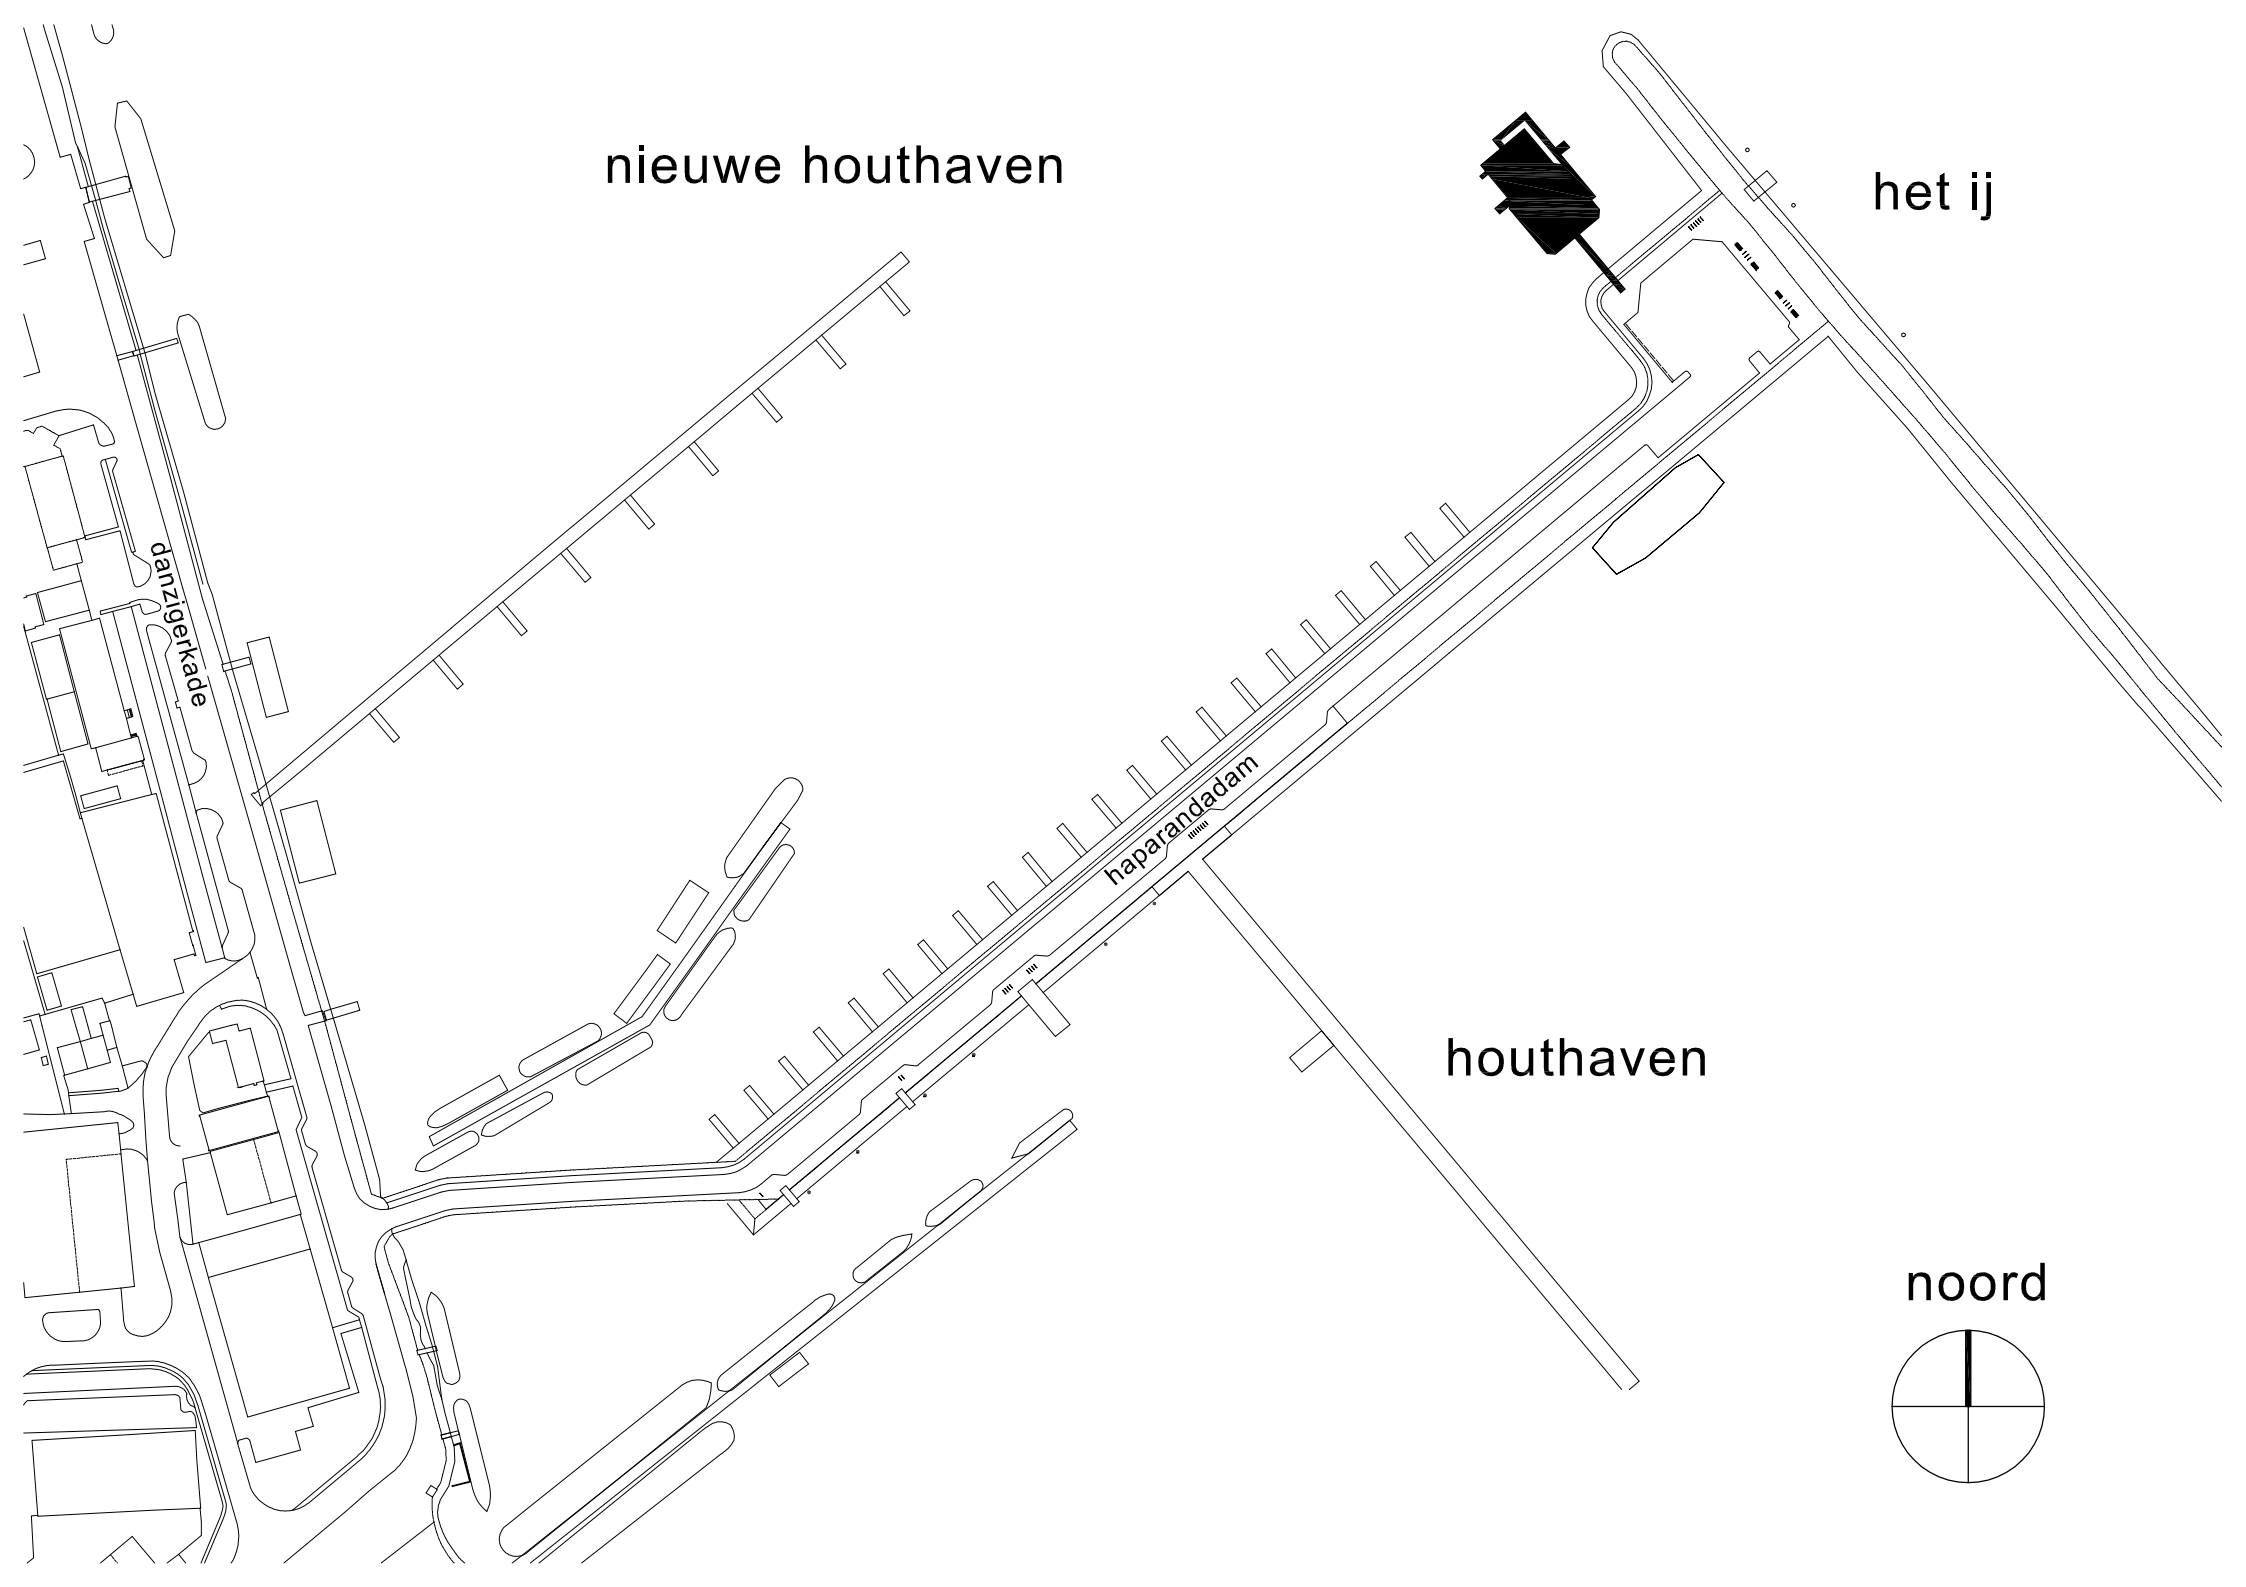 nieuwe houthaven
het ij
danzigerkade
haparandadam
houthaven
noord